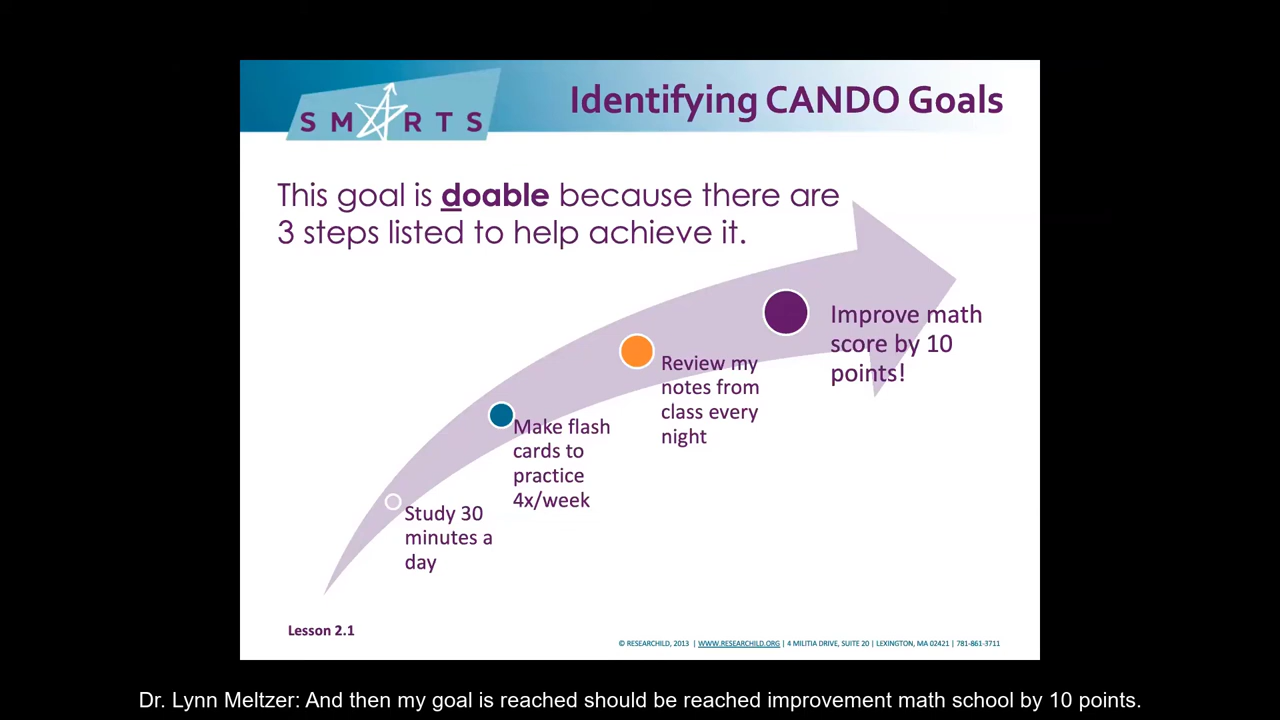 SMARTS
Identifying CANDO Goals
This goal is doable because there are
3 steps listed to help achieve it.
Improve math
score by 10
points!
Review my
notes from
class every
night
Make flash
cards to
practice
4x/week
Study 30
minutes a
day
Lesson 2.1
© RESEARCHILD, 2013 | WWW.RESEARCHILD.ORG | 4 MILITIA DRIVE, SUITE 20 | LEXINGTON, MA 02421 | 781-861-3711
Dr. Lynn Meltzer: And then my goal is reached should be reached improvement math school by 10 points.